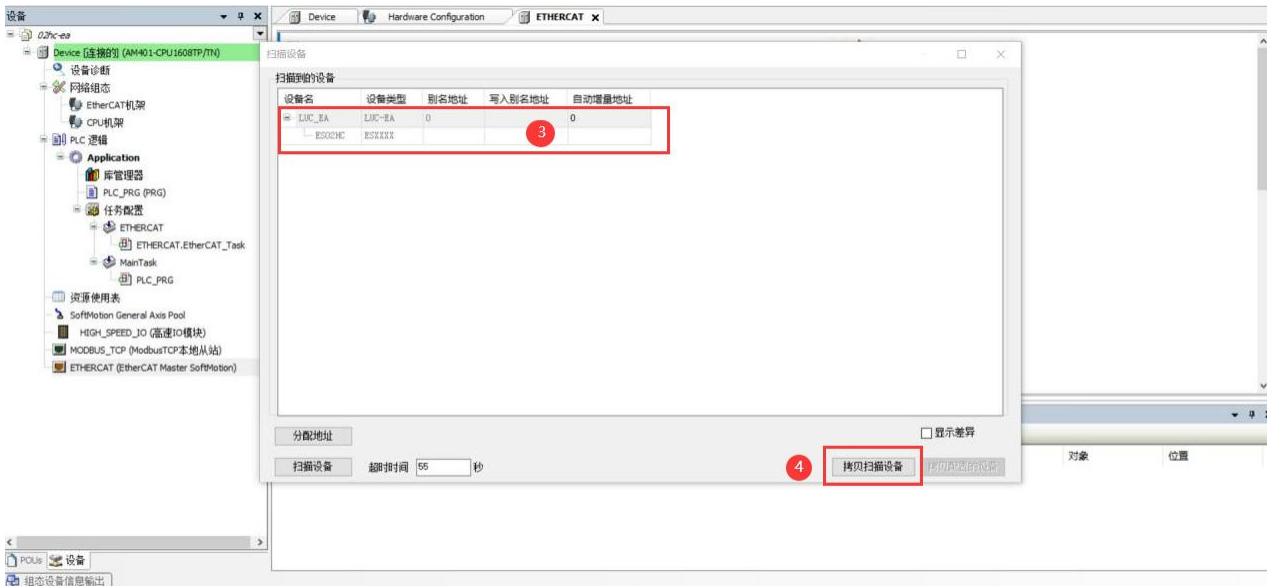 设备
Device
Hardware Configuration
ETHERCAT
02hc-ea
Device [连接的] (AM401-CPU1608TP/TN)
设备诊断
网络组态
EtherCAT机架
CPU机架
PLC 逻辑
Application
库管理器
PLC_PRG (PRG)
任务配置
ETHERCAT
ETHERCAT.EtherCAT_Task
MainTask
PLC_PRG
资源使用表
SoftMotion General Axis Pool
HIGH_SPEED_IO (高速IO模块)
MODBUS_TCP (ModbusTCP本地从站)
ETHERCAT (EtherCAT Master SoftMotion)
POUs 设备
组态设备信息输出
扫描设备
扫描到的设备
设备名 设备类型 别名地址 写入别名地址 自动增量地址
LUC_EA LUC-EA 0 0
ES02HC ESXXXX
3
分配地址
显示差异
扫描设备 超时时间 55 秒
4
拷贝扫描设备
对象 位置